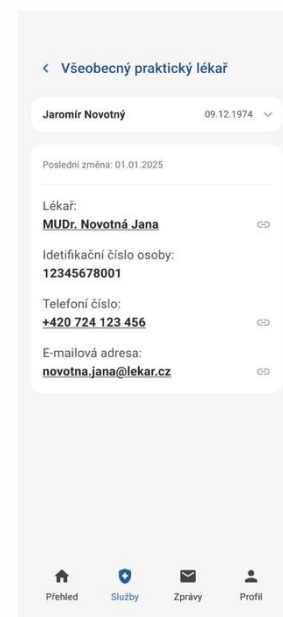 Všeobecný praktický lékař
Jaromír Novotný 09.12.1974
Poslední změna: 01.01.2025
Lékař:
MUDr. Novotná Jana
Idetifikační číslo osoby:
12345678001
Telefoní číslo:
+420 724 123 456
E-mailová adresa:
novotna.jana@lekar.cz
Přehled Služby Zprávy Profil